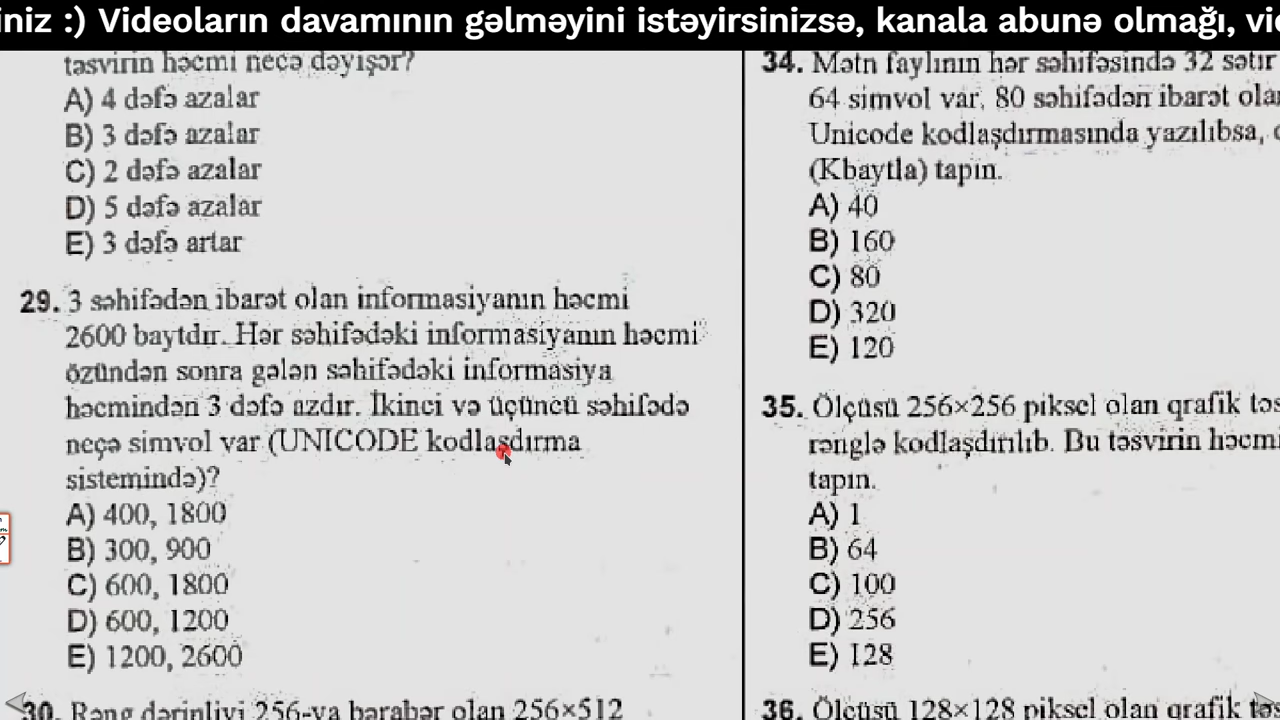 iniz :) Videoların davamının gəlməyini istəyirsinizsə, kanala abunə olmağı, vid
təsvirin həcmi necə dəyişər?
A) 4 dəfə azalar
B) 3 dəfə azalar
C) 2 dəfə azalar
D) 5 dəfə azalar
E) 3 dəfə artar
29. 3 səhifədən ibarət olan informasiyanın həcmi
2600 baytdır. Hər səhifədəki informasiyanın həcmi
özündən sonra gələn səhifədəki informasiya
həcmindən 3 dəfə azdır. İkinci və üçüncü səhifədə
neçə simvol var (UNICODE kodlaşdırma
sistemində)?
A) 400, 1800
B) 300, 900
C) 600, 1800
D) 600, 1200
E) 1200, 2600
30. Rəng dərinliyi 256-ya bərabər olan 256×512
34. Mətn faylının hər səhifəsində 32 sətir
64 simvol var. 80 səhifədən ibarət olan
Unicode kodlaşdırmasında yazılıbsa,
(Kbaytla) tapın.
A) 40
B) 160
C) 80
D) 320
E) 120
35. Ölçüsü 256×256 piksel olan qrafik təs
rənglə kodlaşdırılıb. Bu təsvirin həcmi
tapın.
A) 1
B) 64
C) 100
D) 256
E) 128
36. Ölçüsü 128×128 piksel olan qrafik təs